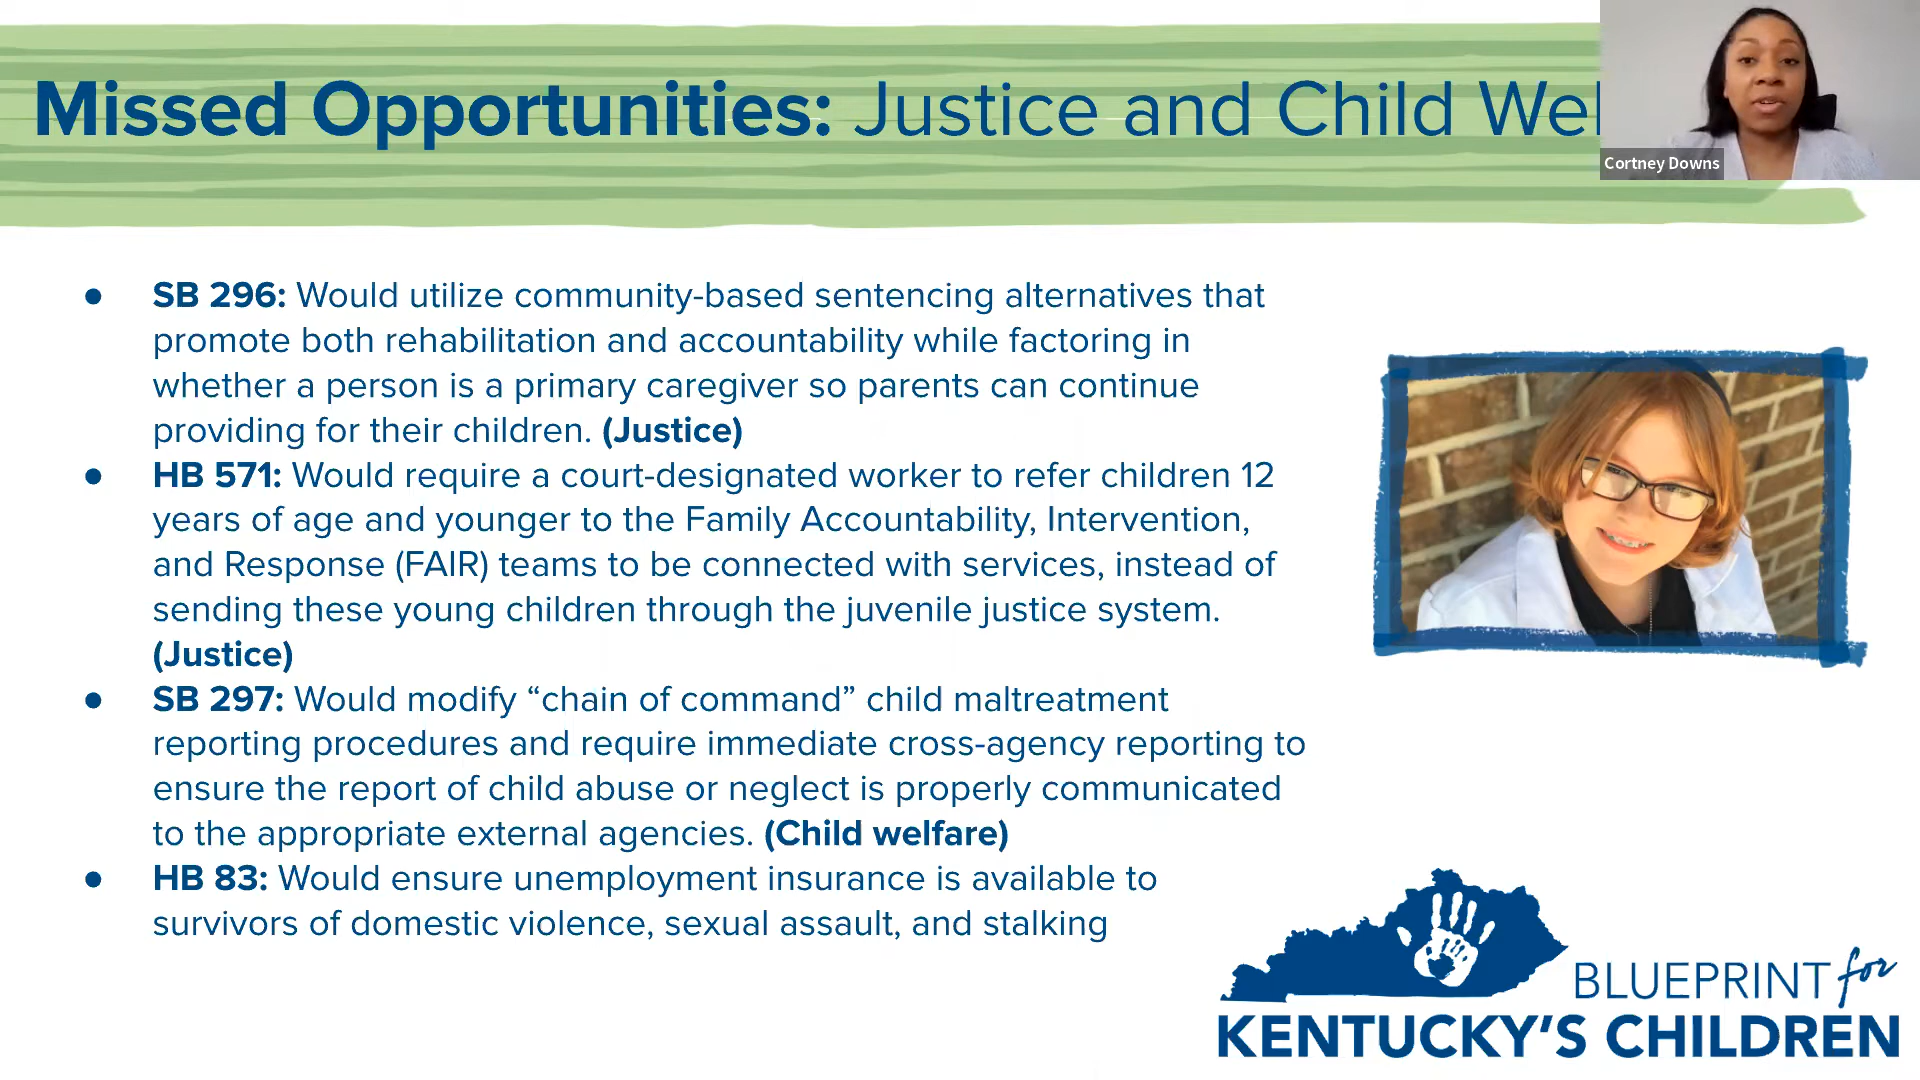 Missed Opportunities: Justice and Child Wel
Cortney Downs
● SB 296: Would utilize community-based sentencing alternatives that
promote both rehabilitation and accountability while factoring in
whether a person is a primary caregiver so parents can continue
providing for their children. (Justice)
● HB 571: Would require a court-designated worker to refer children 12
years of age and younger to the Family Accountability, Intervention,
and Response (FAIR) teams to be connected with services, instead of
sending these young children through the juvenile justice system.
(Justice)
● SB 297: Would modify “chain of command” child maltreatment
reporting procedures and require immediate cross-agency reporting to
ensure the report of child abuse or neglect is properly communicated
to the appropriate external agencies. (Child welfare)
● HB 83: Would ensure unemployment insurance is available to
survivors of domestic violence, sexual assault, and stalking
BLUEPRINT for
KENTUCKY’S CHILDREN